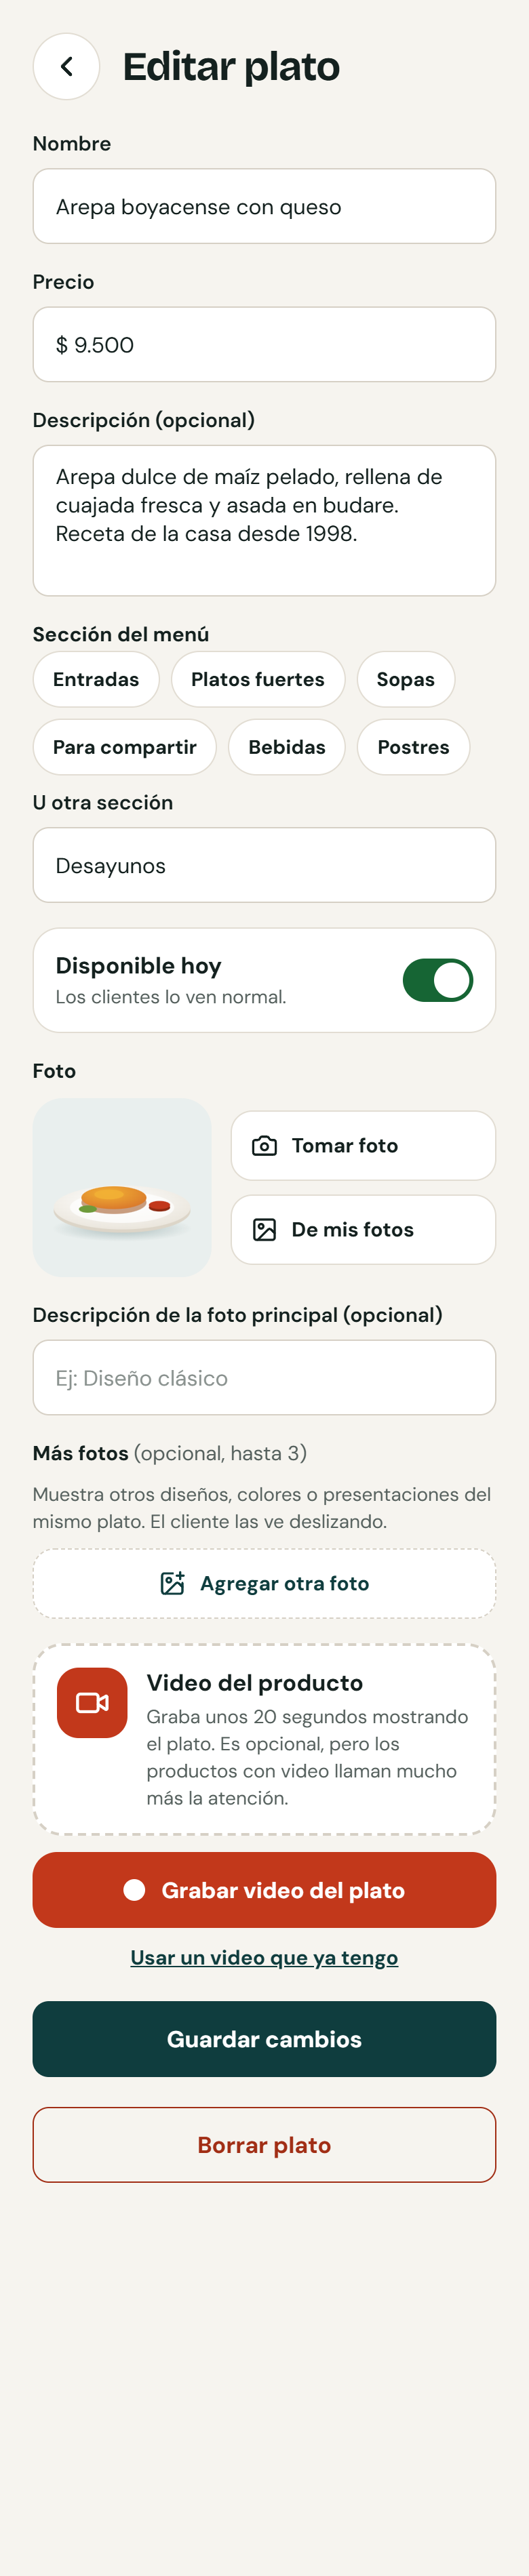 Editar plato
Nombre
Arepa boyacense con queso
Precio
$ 9.500
Descripción (opcional)
Arepa dulce de maíz pelado, rellena de
cuajada fresca y asada en budare.
Receta de la casa desde 1998.
Sección del menú
Entradas
Platos fuertes
Sopas
Para compartir
Bebidas
Postres
U otra sección
Desayunos
Disponible hoy
Los clientes lo ven normal.
Foto
Tomar foto
De mis fotos
Descripción de la foto principal (opcional)
Ej: Diseño clásico
Más fotos (opcional, hasta 3)
Muestra otros diseños, colores o presentaciones del
mismo plato. El cliente las ve deslizando.
Agregar otra foto
Video del producto
Graba unos 20 segundos mostrando
el plato. Es opcional, pero los
productos con video llaman mucho
más la atención.
Grabar video del plato
Usar un video que ya tengo
Guardar cambios
Borrar plato